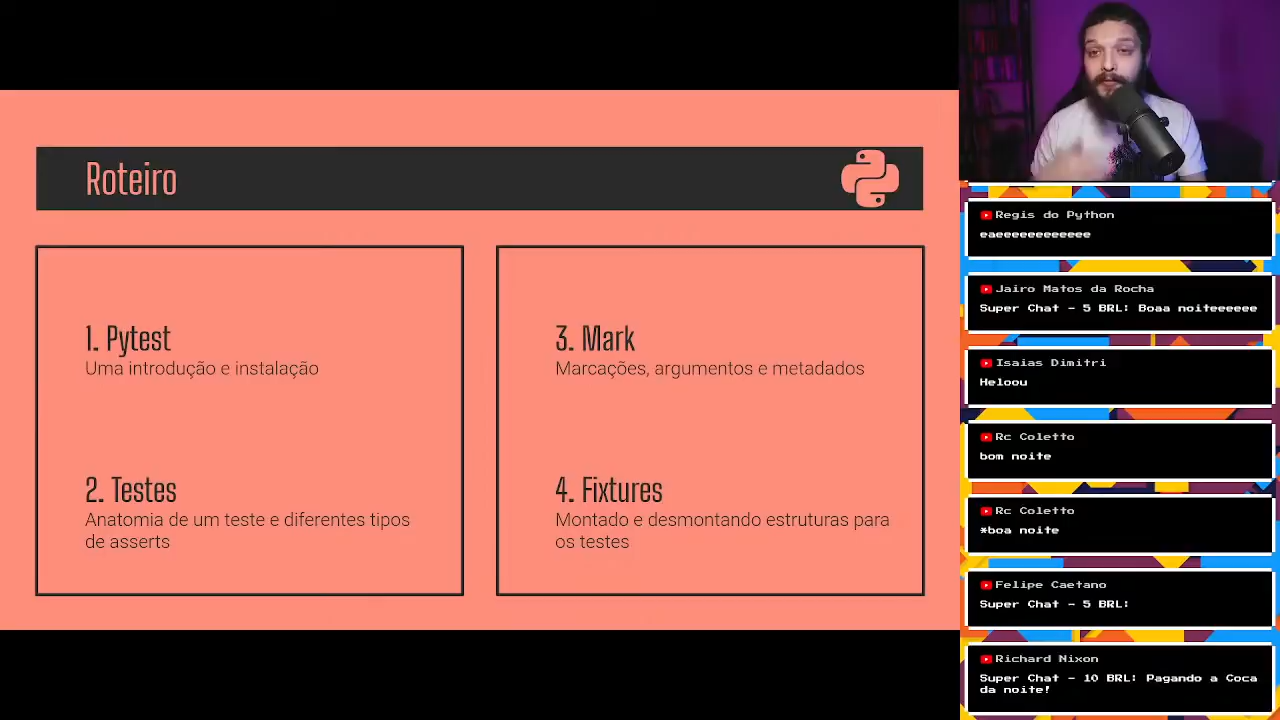 Roteiro
1. Pytest
Uma introdução e instalação
2. Testes
Anatomia de um teste e diferentes tipos
de asserts
3. Mark
Marcações, argumentos e metadados
4. Fixtures
Montado e desmontando estruturas para
os testes
Regis do Python
eaeeeeeeeeeeee
Jairo Matos da Rocha
Super Chat - 5 BRL: Boaa noiteeeeee
Isaias Dimitri
Heloou
Rc Coletto
bom noite
Rc Coletto
*boa noite
Felipe Caetano
Super Chat - 5 BRL:
Richard Nixon
Super Chat - 10 BRL: Pagando a Coca
da noite!